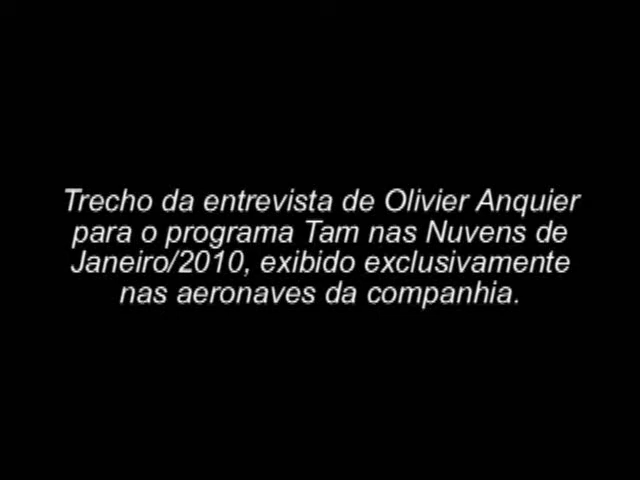 Trecho da entrevista de Olivier Anquier
para o programa Tam nas Nuvens de
Janeiro/2010, exibido exclusivamente
nas aeronaves da companhia.